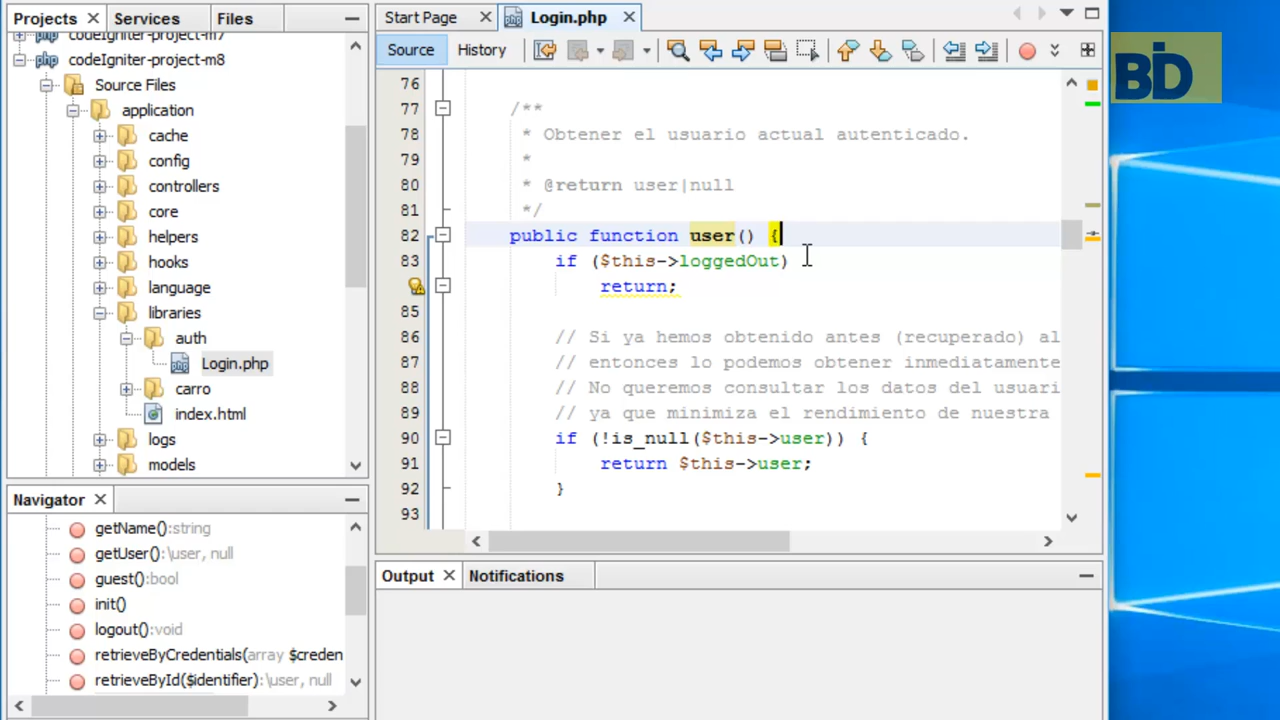 Projects
Services
Files
codeIgniter-project-m7
codeIgniter-project-m8
Source Files
application
cache
config
controllers
core
helpers
hooks
language
libraries
auth
Login.php
carro
index.html
logs
models
Navigator
getName():string
getUser():\user, null
guest():bool
init()
logout():void
retrieveByCredentials(array $creden
retrieveById($identifier):\user, null
Start Page
Login.php
Source
History
76
77 /**
78 * Obtener el usuario actual autenticado.
79 *
80 * @return user|null
81 */
82 public function user() {
83 if ($this->loggedOut)
return;
85
86 // Si ya hemos obtenido antes (recuperado) al
87 // entonces lo podemos obtener inmediatamente
88 // No queremos consultar los datos del usuari
89 // ya que minimiza el rendimiento de nuestra
90 if (!is_null($this->user)) {
91 return $this->user;
92 }
93
Output
Notifications
BID